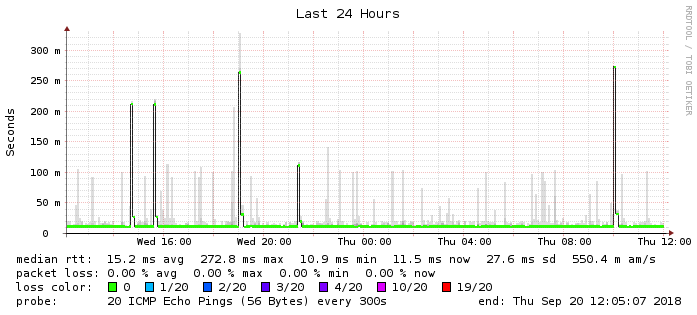 Last 24 Hours
RRDTOOL / TOBI OETIKER
Seconds
300 m
250 m
200 m
150 m
100 m
50 m
0
Wed 16:00 Wed 20:00 Thu 00:00 Thu 04:00 Thu 08:00 Thu 12:00
median rtt: 15.2 ms avg 272.8 ms max 10.9 ms min 11.5 ms now 27.6 ms sd 550.4 m am/s
packet loss: 0.00 % avg 0.00 % max 0.00 % min 0.00 % now
loss color: 0 1/20 2/20 3/20 4/20 10/20 19/20
probe: 20 ICMP Echo Pings (56 Bytes) every 300s end: Thu Sep 20 12:05:07 2018